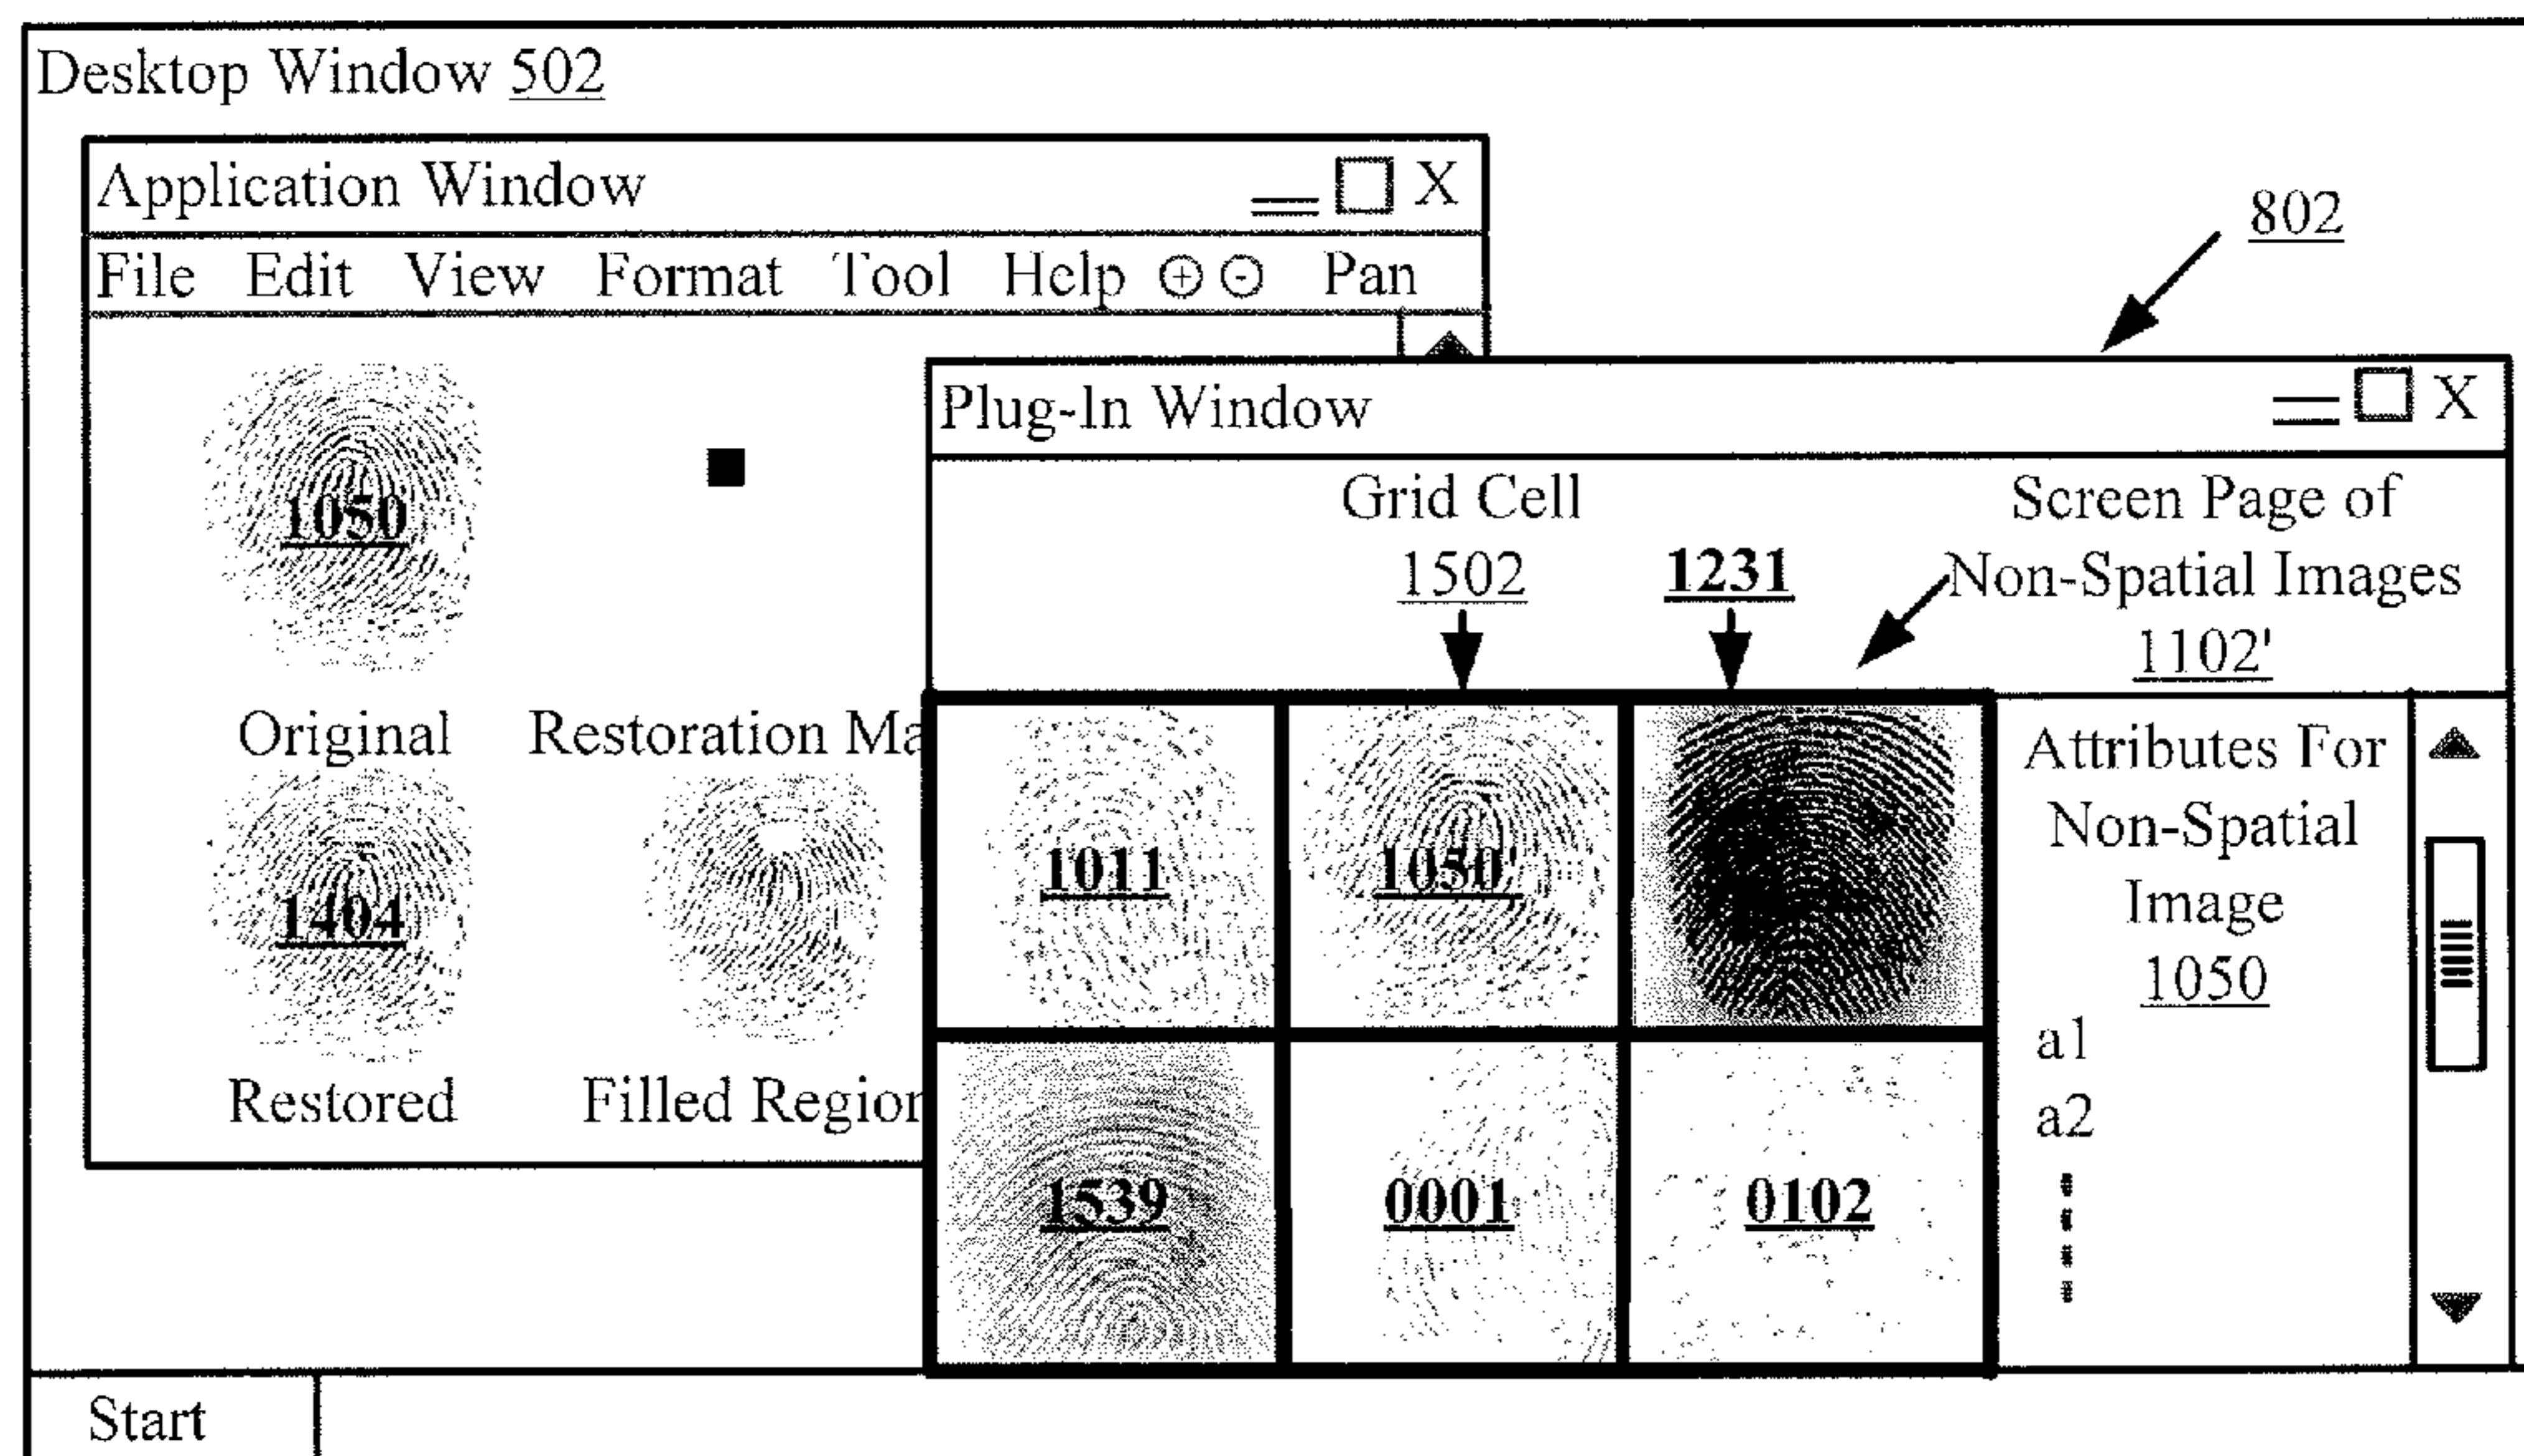 Desktop Window 502
Application Window X
File Edit View Format Tool Help + - Pan
802
1050
Original Restoration Ma
1404
Restored Filled Region
Plug-In Window X
Grid Cell
1502
1231
Screen Page of
Non-Spatial Images
1102'
1011 1050'
1539 0001 0102
Attributes For
Non-Spatial
Image
1050
a1
a2
Start